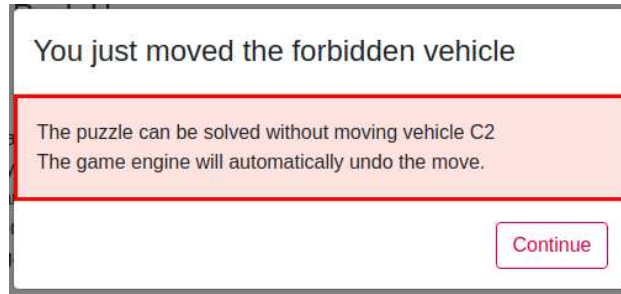 You just moved the forbidden vehicle
The puzzle can be solved without moving vehicle C2
The game engine will automatically undo the move.
Continue